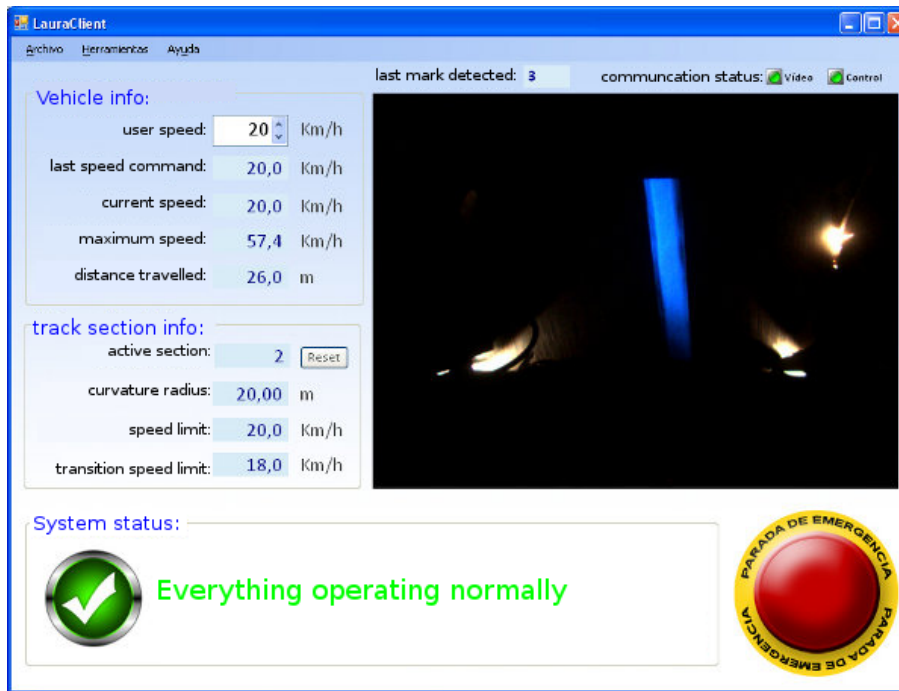 LauraClient
Archivo Herramientas Ayuda
last mark detected: 3 communcation status: Vídeo Control
Vehicle info:
user speed: 20 Km/h
last speed command: 20,0 Km/h
current speed: 20,0 Km/h
maximum speed: 57,4 Km/h
distance travelled: 26,0 m
track section info:
active section: 2 Reset
curvature radius: 20,00 m
speed limit: 20,0 Km/h
transition speed limit: 18,0 Km/h
System status:
Everything operating normally
PARADA DE EMERGENCIA
PARADA DE EMERGENCIA